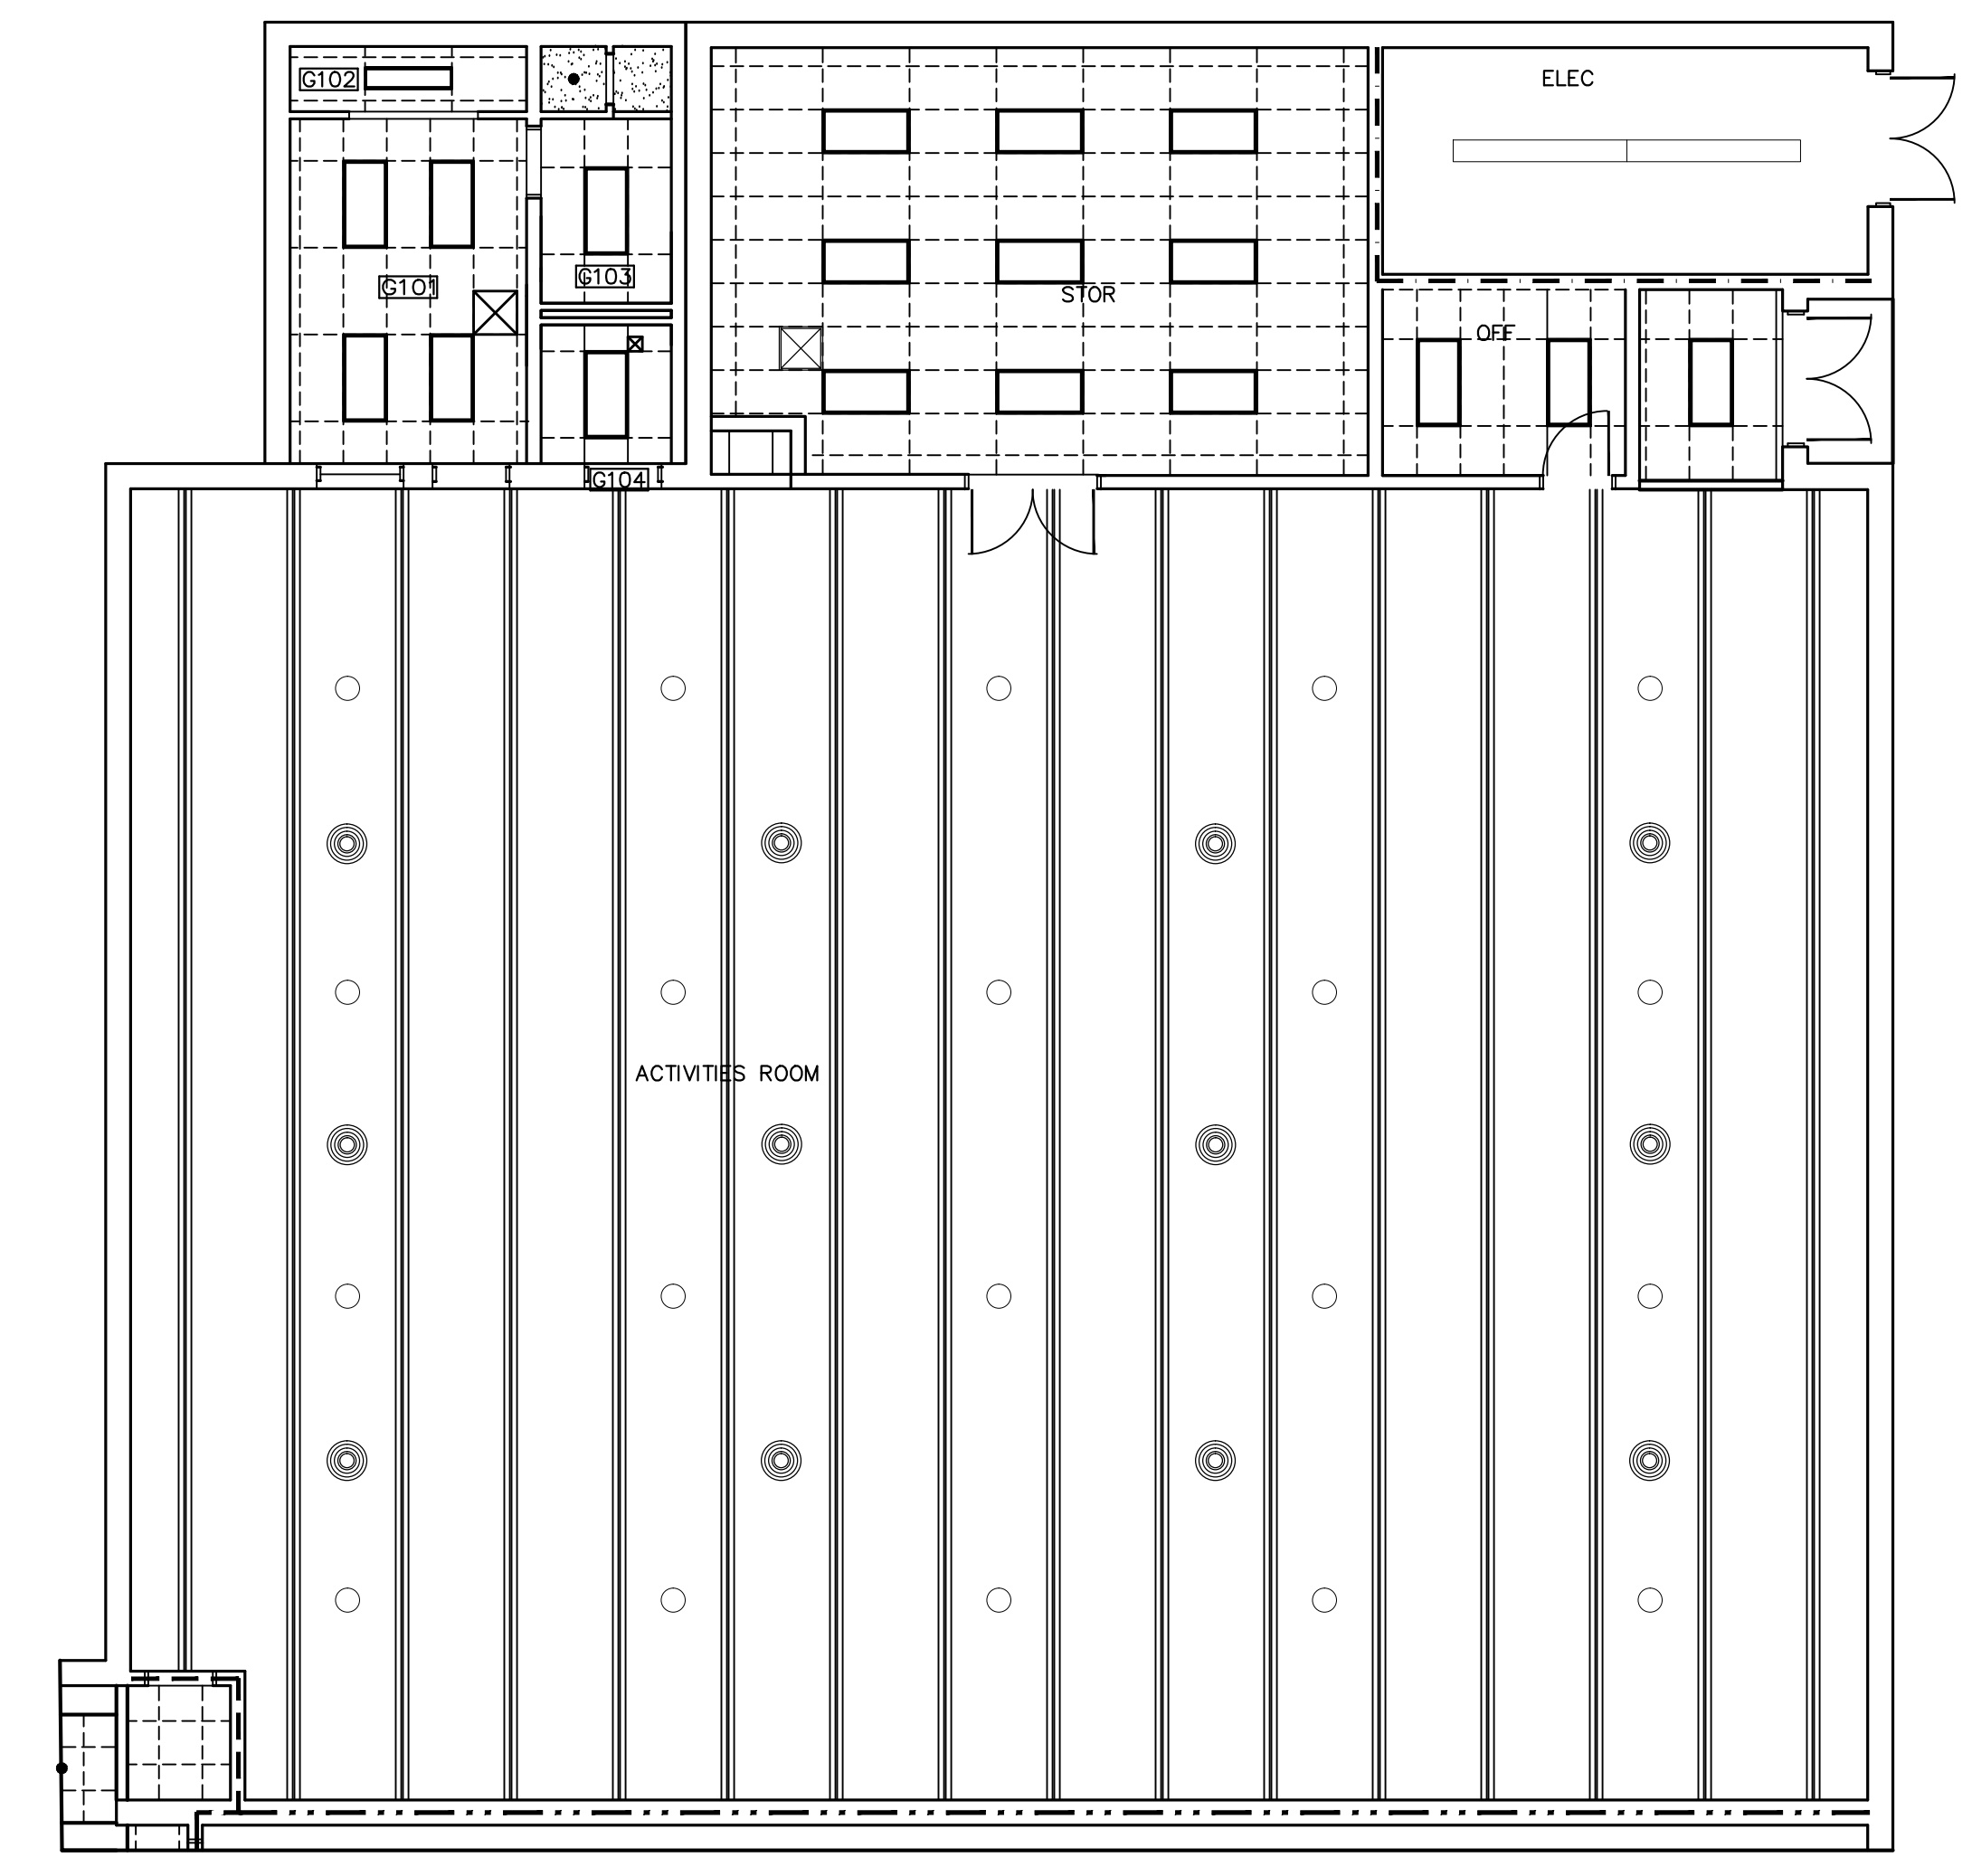 G102
ELEC
G103
G101
STOR
OFF
G104
ACTIVITIES ROOM